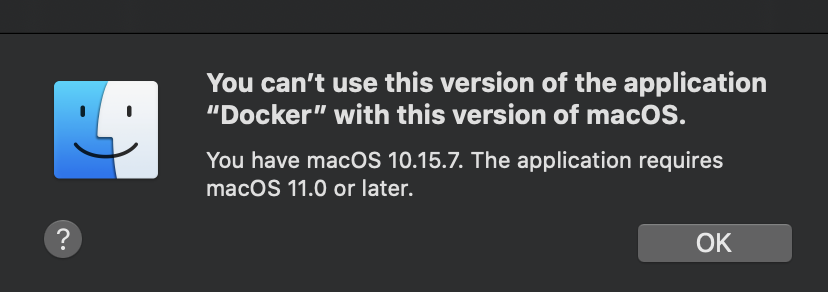 You can’t use this version of the application
“Docker” with this version of macOS.
You have macOS 10.15.7. The application requires
macOS 11.0 or later.
?
OK